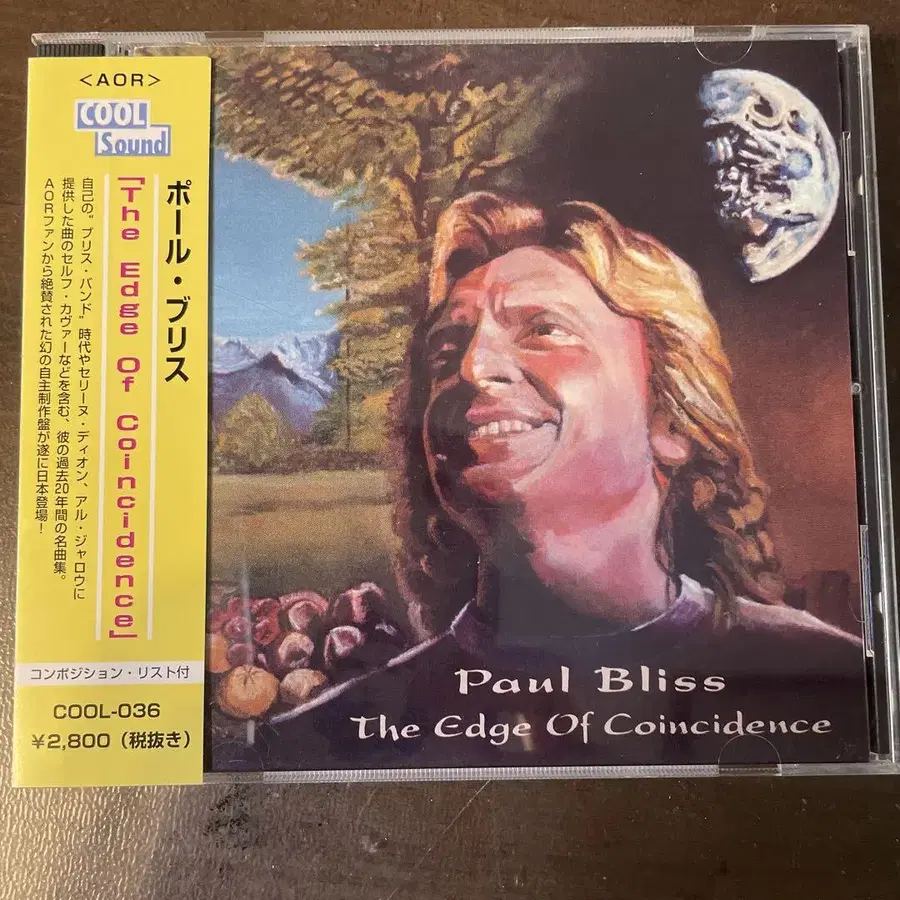 <AOR>
COOL
Sound
ポール・ブリス
「The Edge Of Coincidence」
自己の"ブリス・バンド"時代やセリーヌ・ディオン、アル・ジャロウに
提供した曲のセルフ・カヴァーなどを含む、彼の過去20年間の名曲集。
AORファンから絶賛された幻の自主制作盤が遂に日本登場!
コンポジション・リスト付
COOL-036
¥2,800(税抜き)
Paul Bliss
The Edge Of Coincidence